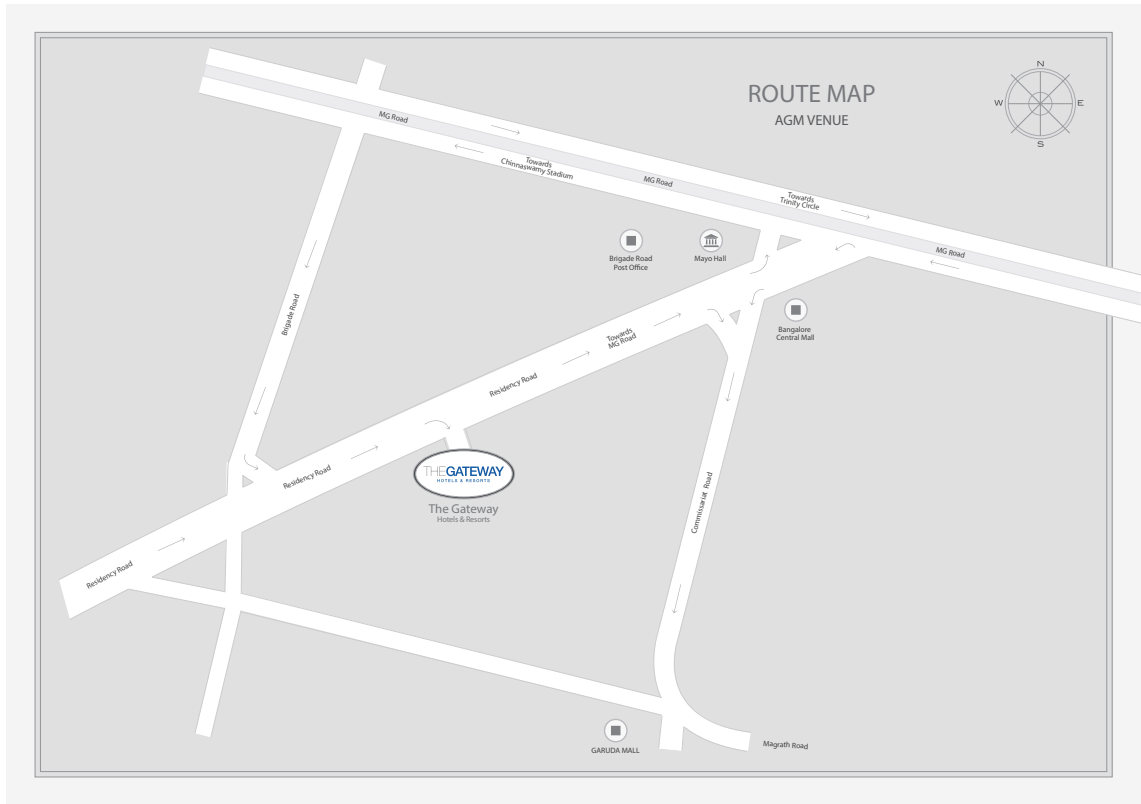 ROUTE MAP
AGM VENUE
N
W
E
S
MG Road
Towards
Chinnaswamy Stadium
MG Road
Towards
Trinity Circle
MG Road
Brigade Road
Post Office
Mayo Hall
Bangalore
Central Mall
Brigade Road
Towards
MG Road
Residency Road
Residency Road
THEGATEWAY
HOTELS & RESORTS
The Gateway
Hotels & Resorts
Commissariat Road
Residency Road
GARUDA MALL
Magrath Road